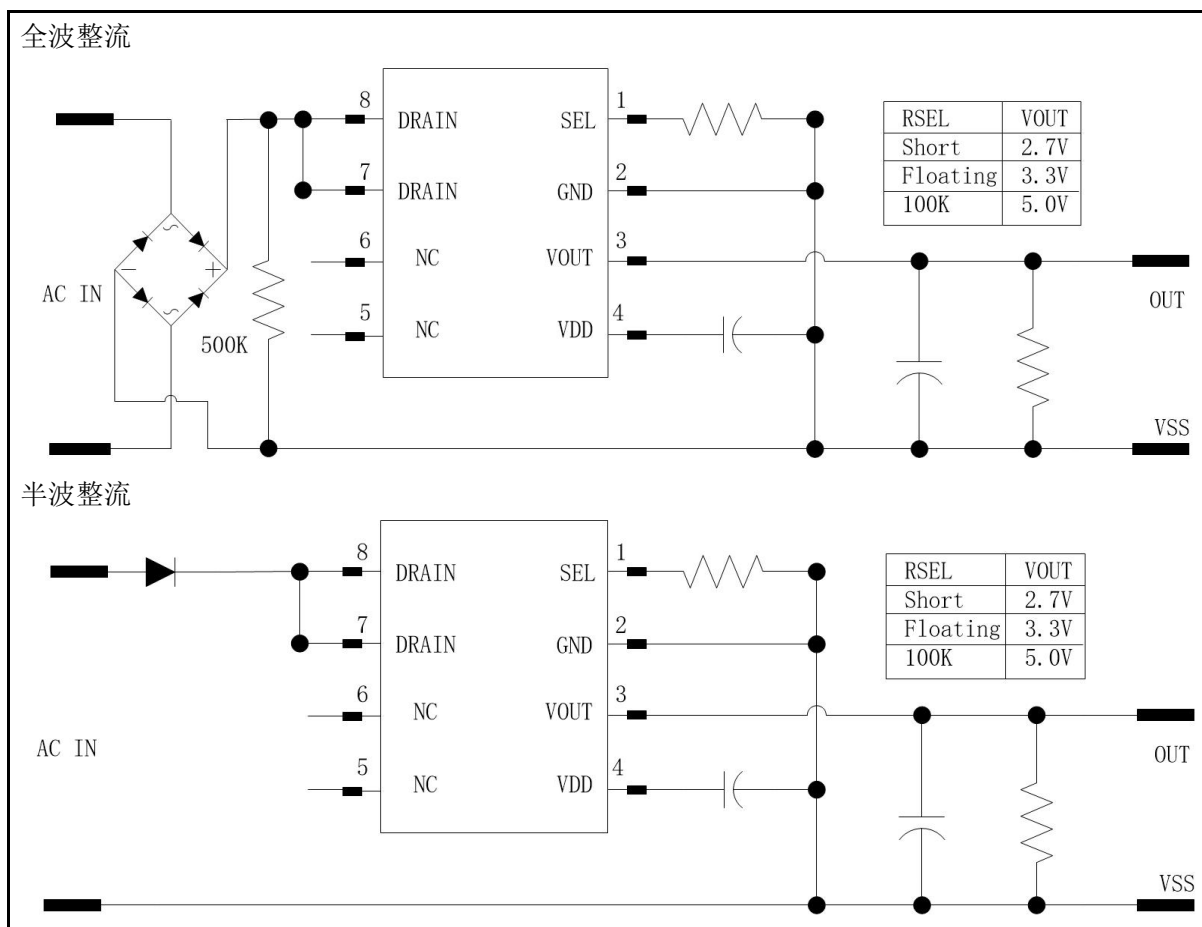 全波整流
8 DRAIN SEL 1
7 DRAIN GND 2
6 NC VOUT 3
5 NC VDD 4
AC IN
∽
－ ＋
∽
500K
RSEL VOUT
Short 2.7V
Floating 3.3V
100K 5.0V
OUT
VSS
半波整流
8 DRAIN SEL 1
7 DRAIN GND 2
6 NC VOUT 3
5 NC VDD 4
AC IN
RSEL VOUT
Short 2.7V
Floating 3.3V
100K 5.0V
OUT
VSS